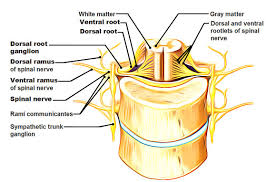 White matter
Ventral root
Dorsal root
Dorsal root
ganglion
Dorsal ramus
of spinal nerve
Ventral ramus
of spinal nerve
Spinal nerve
Rami communicantes
Sympathetic trunk
ganglion
Gray matter
Dorsal and ventral
rootlets of spinal
nerve